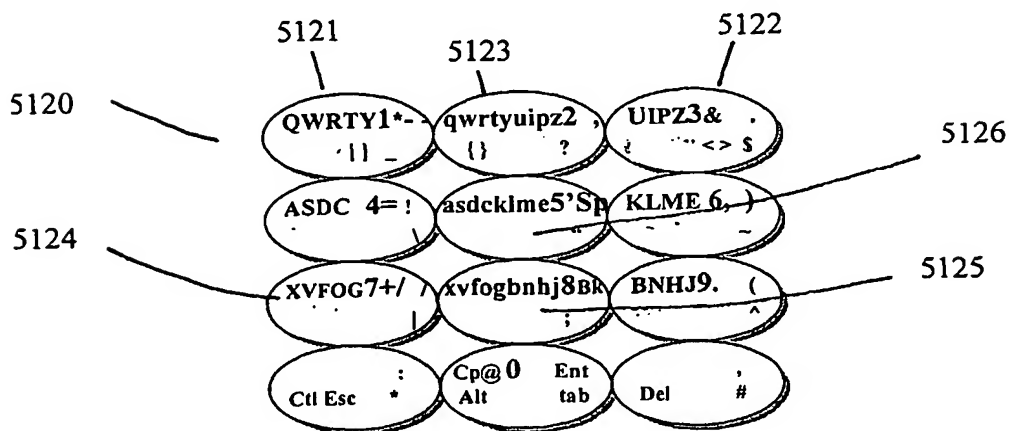 5121
5123
5122
5120
QWRTY1*- qwrtyuipz2 , UIPZ3& .
_ {} ? < > $
5126
ASDC 4= ! asdcklme5'Sp KLME 6, )
\ “ ~
5124
5125
XVFOG7+/ / xvfogbnhj8Bk BNHJ9. (
| ; ^
: Cp@ 0 Ent ,
Ctl Esc * Alt tab Del #